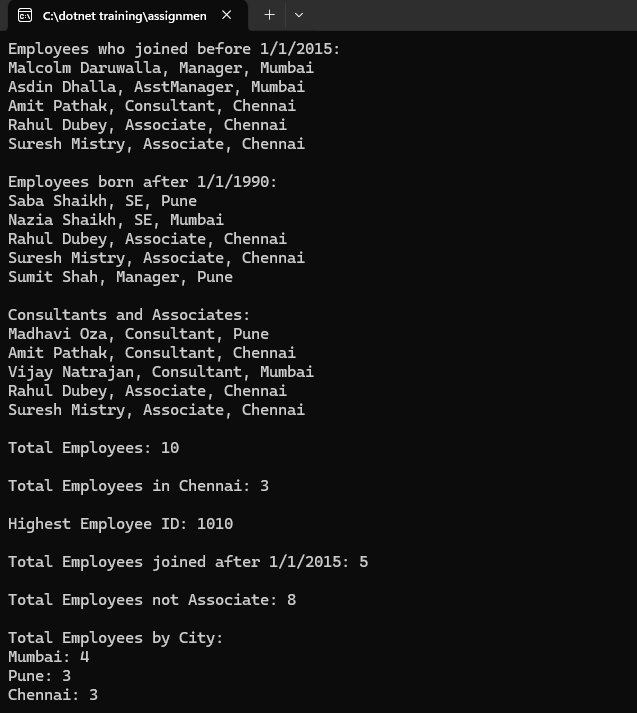 C:\dotnet training\assignmen
Employees who joined before 1/1/2015:
Malcolm Daruwalla, Manager, Mumbai
Asdin Dhalla, AsstManager, Mumbai
Amit Pathak, Consultant, Chennai
Rahul Dubey, Associate, Chennai
Suresh Mistry, Associate, Chennai
Employees born after 1/1/1990:
Saba Shaikh, SE, Pune
Nazia Shaikh, SE, Mumbai
Rahul Dubey, Associate, Chennai
Suresh Mistry, Associate, Chennai
Sumit Shah, Manager, Pune
Consultants and Associates:
Madhavi Oza, Consultant, Pune
Amit Pathak, Consultant, Chennai
Vijay Natrajan, Consultant, Mumbai
Rahul Dubey, Associate, Chennai
Suresh Mistry, Associate, Chennai
Total Employees: 10
Total Employees in Chennai: 3
Highest Employee ID: 1010
Total Employees joined after 1/1/2015: 5
Total Employees not Associate: 8
Total Employees by City:
Mumbai: 4
Pune: 3
Chennai: 3